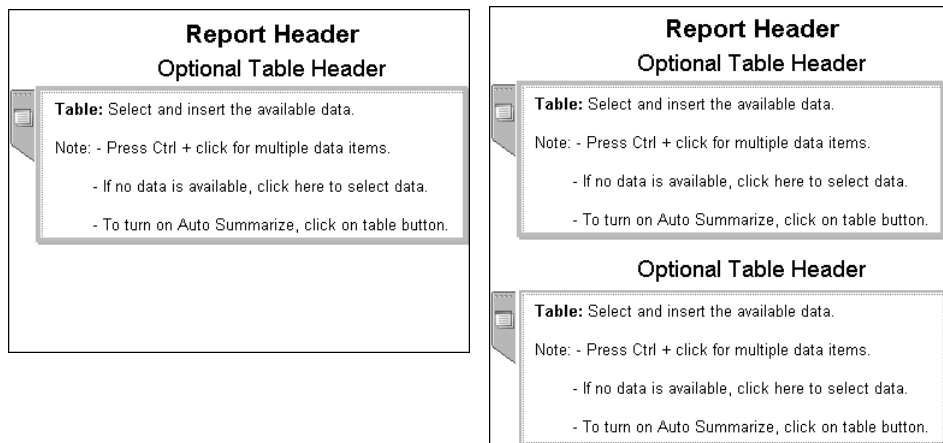 Report Header
Optional Table Header
Table: Select and insert the available data.
Note: - Press Ctrl + click for multiple data items.
- If no data is available, click here to select data.
- To turn on Auto Summarize, click on table button.
Report Header
Optional Table Header
Table: Select and insert the available data.
Note: - Press Ctrl + click for multiple data items.
- If no data is available, click here to select data.
- To turn on Auto Summarize, click on table button.
Optional Table Header
Table: Select and insert the available data.
Note: - Press Ctrl + click for multiple data items.
- If no data is available, click here to select data.
- To turn on Auto Summarize, click on table button.